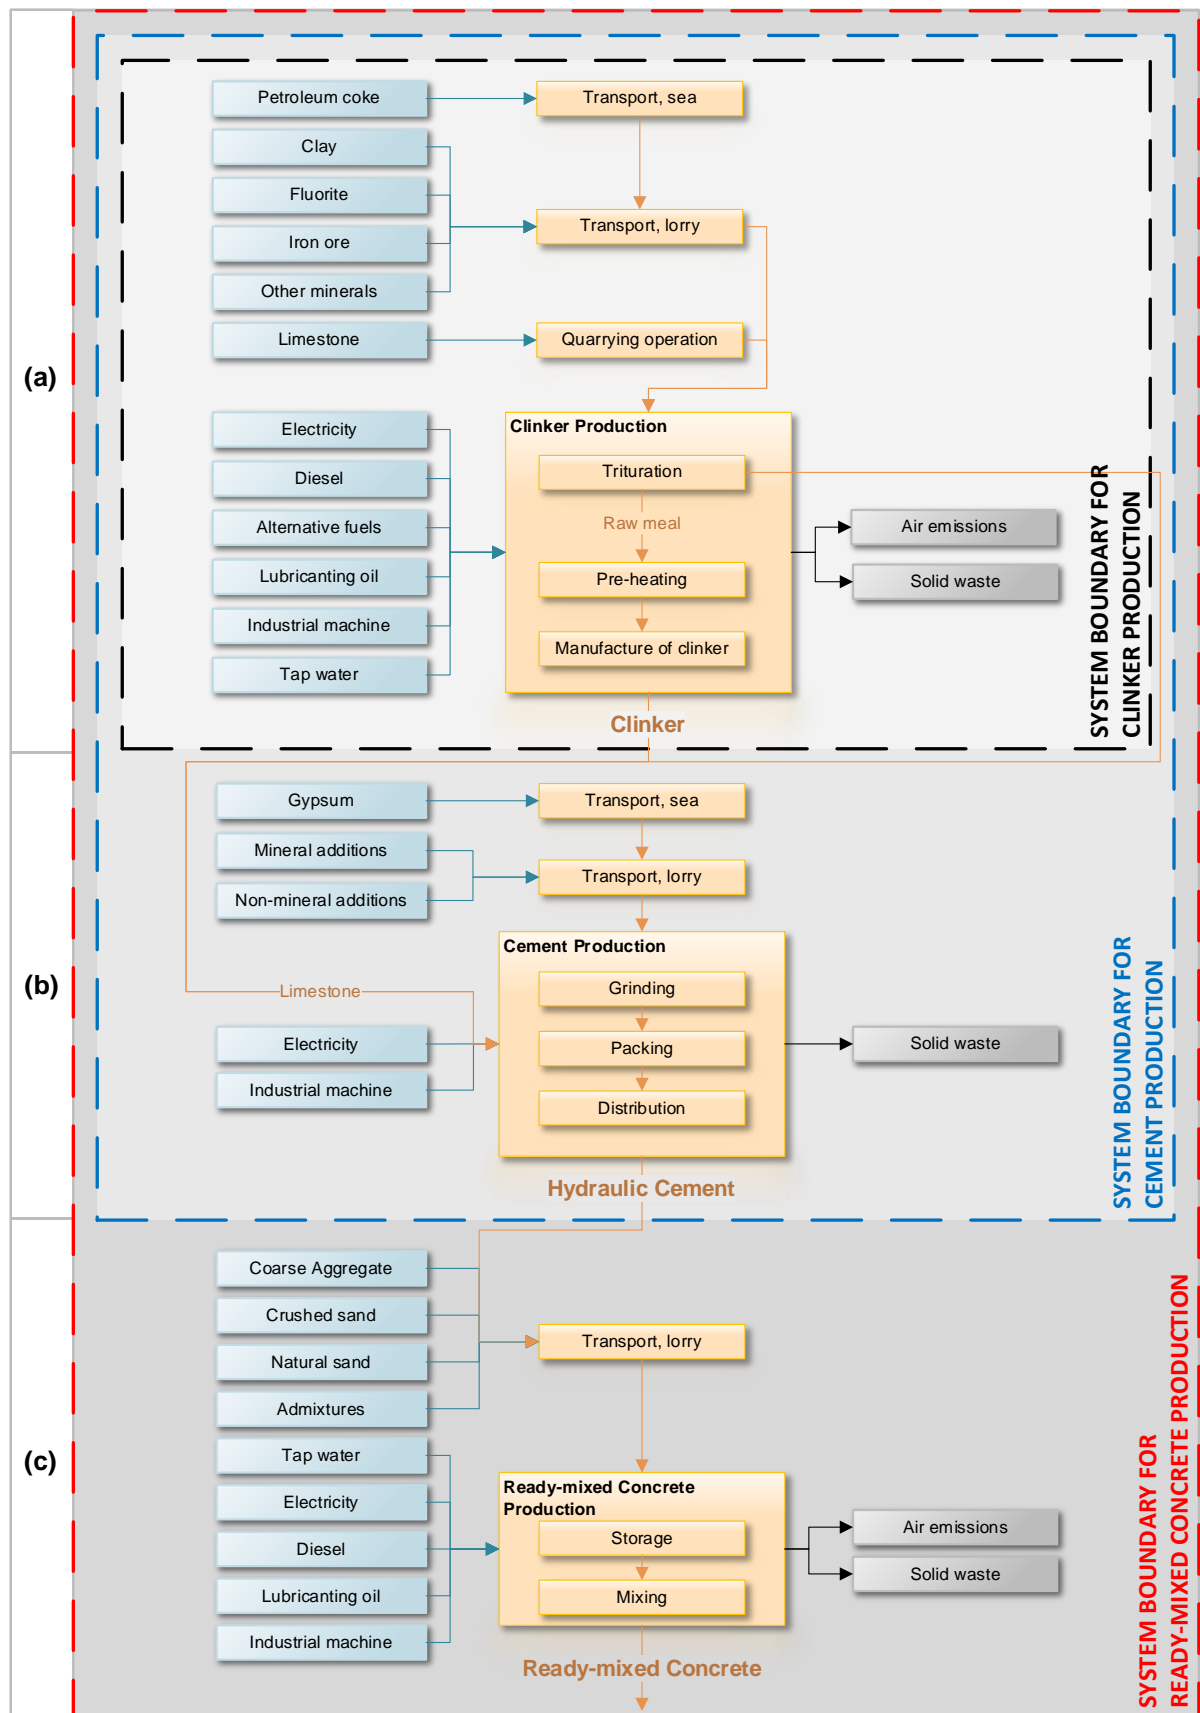 (a)
Petroleum coke
Transport, sea
Clay
Fluorite
Transport, lorry
Iron ore
Other minerals
Limestone
Quarrying operation
Electricity
Diesel
Alternative fuels
Lubricanting oil
Industrial machine
Tap water
Clinker Production
Trituration
Raw meal
Pre-heating
Manufacture of clinker
Air emissions
Solid waste
Clinker
SYSTEM BOUNDARY FOR
CLINKER PRODUCTION
(b)
Gypsum
Transport, sea
Mineral additions
Non-mineral additions
Transport, lorry
Limestone
Electricity
Industrial machine
Cement Production
Grinding
Packing
Distribution
Solid waste
Hydraulic Cement
SYSTEM BOUNDARY FOR
CEMENT PRODUCTION
(c)
Coarse Aggregate
Crushed sand
Natural sand
Admixtures
Transport, lorry
Tap water
Electricity
Diesel
Lubricanting oil
Industrial machine
Ready-mixed Concrete
Production
Storage
Mixing
Air emissions
Solid waste
Ready-mixed Concrete
SYSTEM BOUNDARY FOR
READY-MIXED CONCRETE PRODUCTION